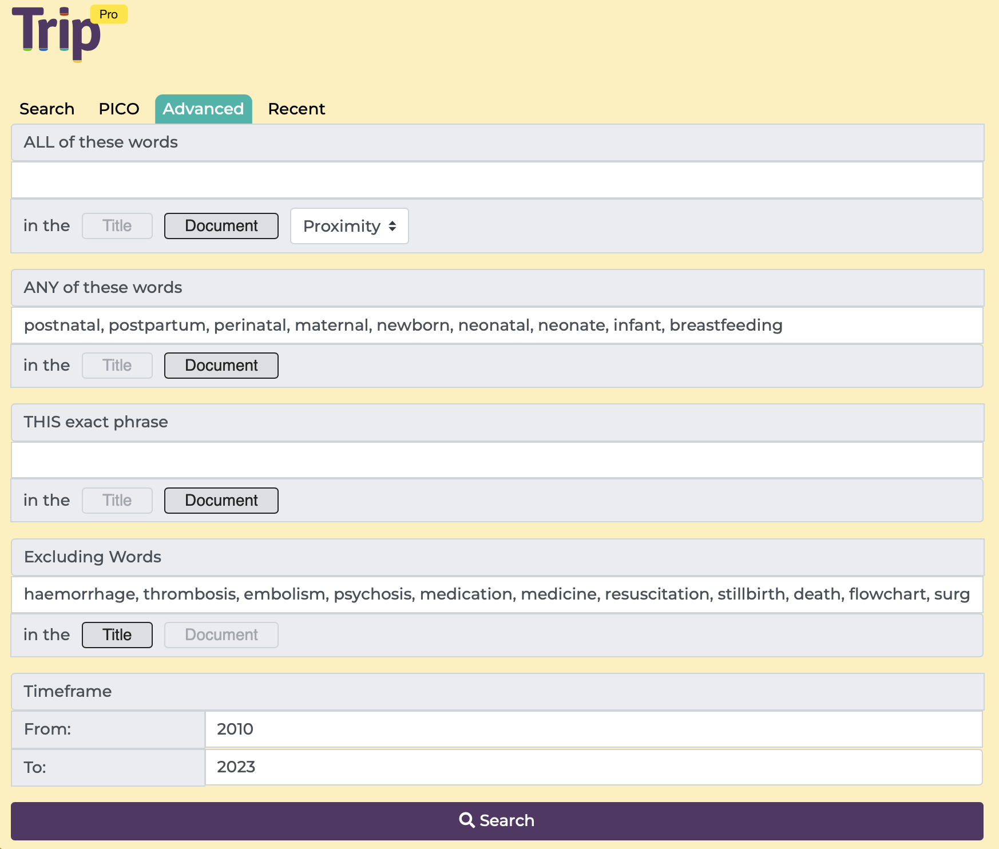 Trip Pro
Search PICO Advanced Recent
ALL of these words
in the Title Document Proximity
ANY of these words
postnatal, postpartum, perinatal, maternal, newborn, neonatal, neonate, infant, breastfeeding
in the Title Document
THIS exact phrase
in the Title Document
Excluding Words
haemorrhage, thrombosis, embolism, psychosis, medication, medicine, resuscitation, stillbirth, death, flowchart, surg
in the Title Document
Timeframe
From: 2010
To: 2023
Search